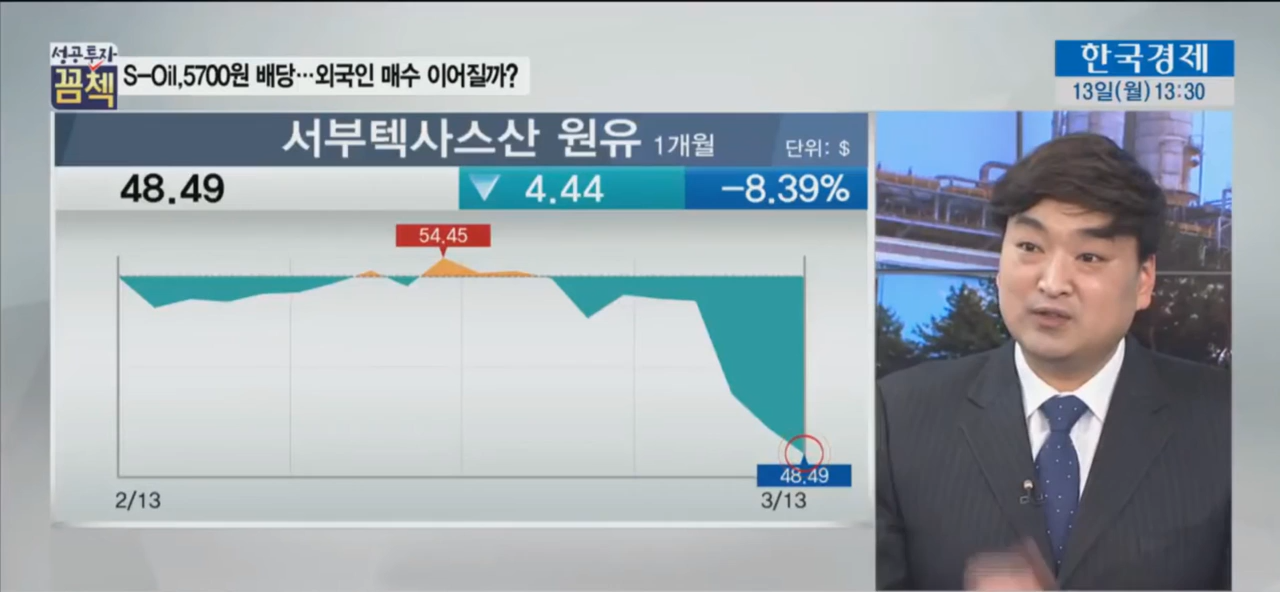 성공투자
꼼첵
S-Oil,5700원 배당…외국인 매수 이어질까?
한국경제
13일(월) 13:30
서부텍사스산 원유 1개월 단위: $
48.49 ▼ 4.44 -8.39%
54.45
48.49
2/13 3/13